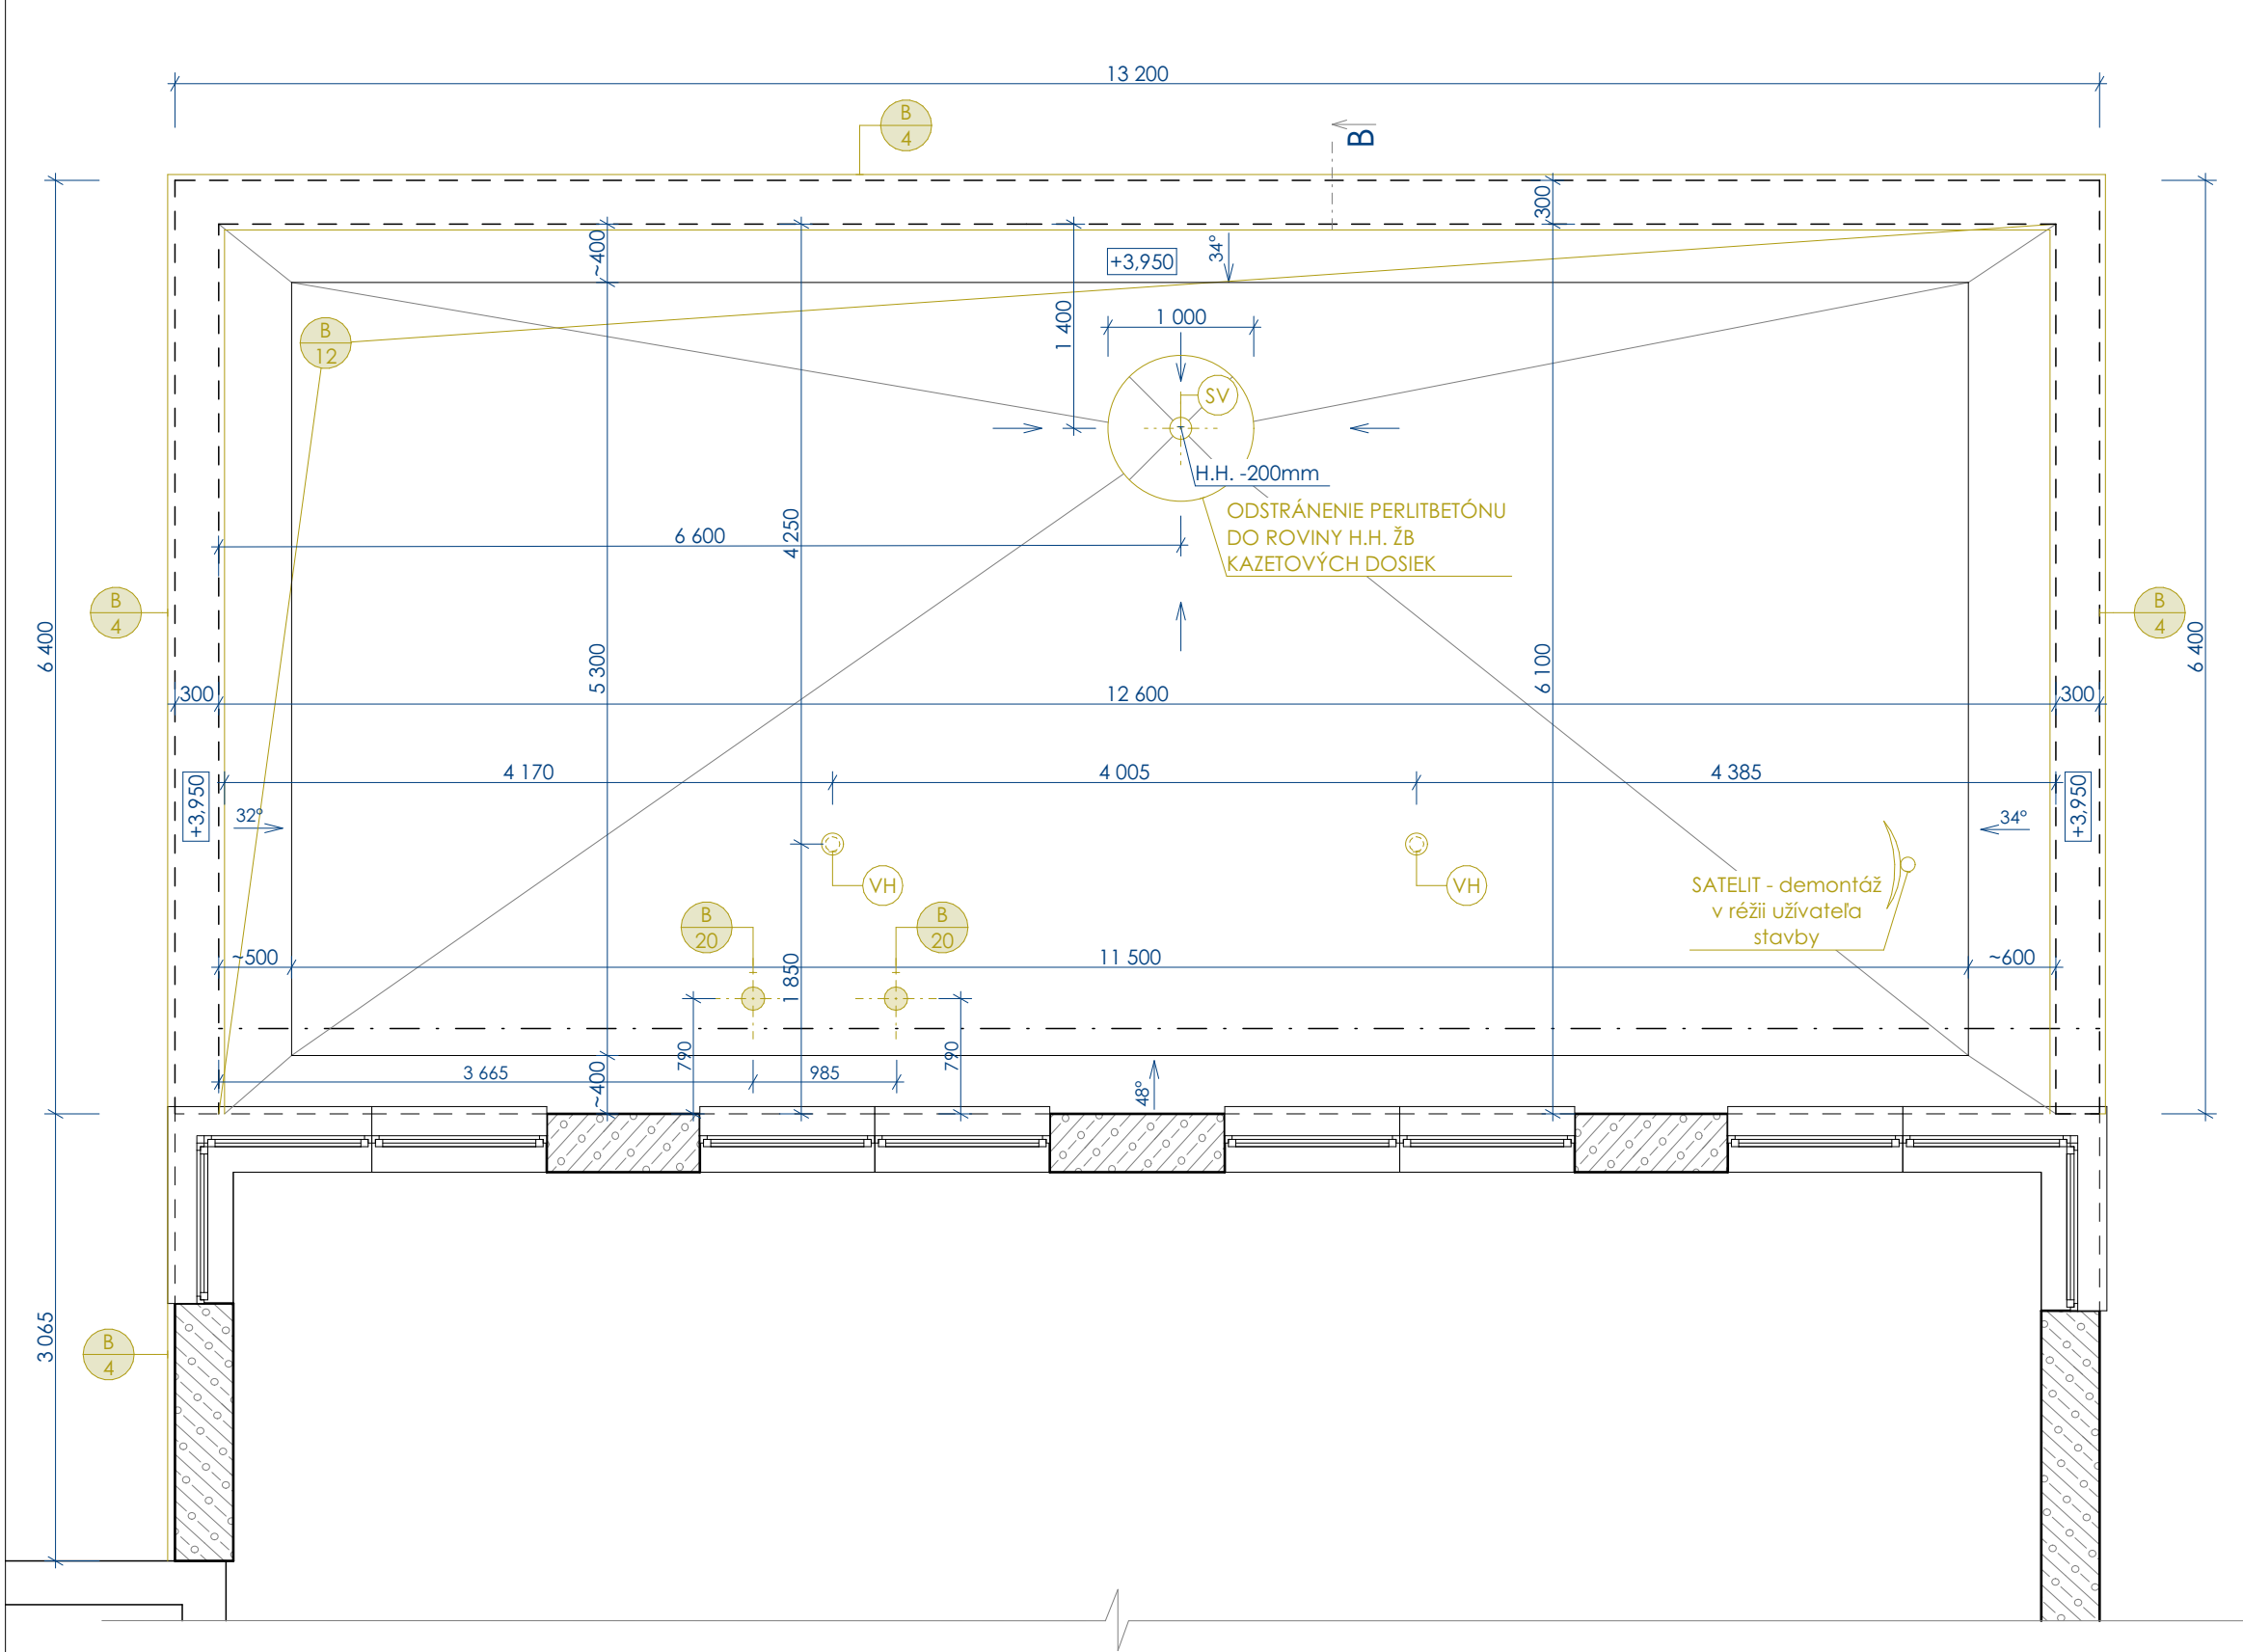 13 200
B
4
B
300
~400
+3,950
34°
1 400
1 000
B
12
SV
H.H. -200mm
ODSTRÁNENIE PERLITBETÓNU
DO ROVINY H.H. ŽB
KAZETOVÝCH DOSIEK
6 600
4 250
B
4
B
4
6 400
5 300
6 100
6 400
300
12 600
300
4 170
4 005
4 385
+3,950
32°
34°
+3,950
VH
VH
SATELIT - demontáž
v réžii užívateľa
stavby
B
20
B
20
~500
1 850
11 500
~600
790
790
3 665
985
~400
48°
3 065
B
4